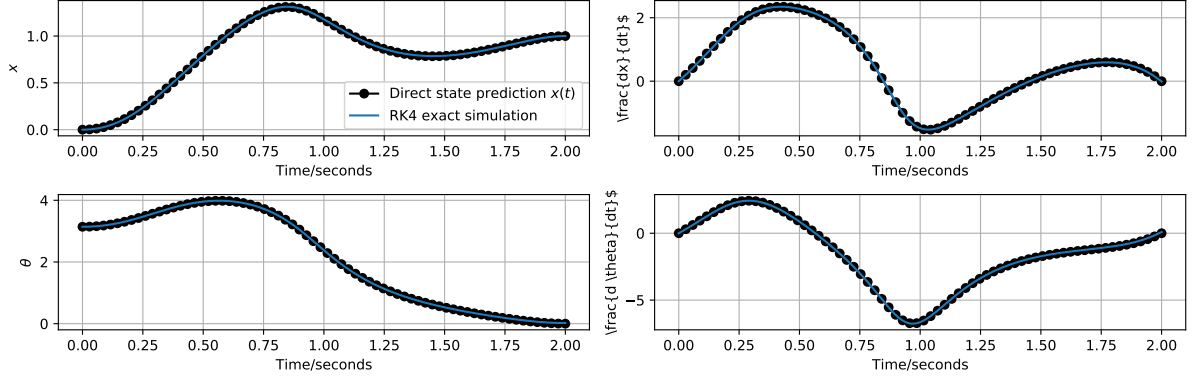 1.0
0.5
0.0
x
Direct state prediction x(t)
RK4 exact simulation
0.00 0.25 0.50 0.75 1.00 1.25 1.50 1.75 2.00
Time/seconds
2
0
\frac{dx}{dt}$
0.00 0.25 0.50 0.75 1.00 1.25 1.50 1.75 2.00
Time/seconds
4
2
0
θ
0.00 0.25 0.50 0.75 1.00 1.25 1.50 1.75 2.00
Time/seconds
0
−5
\frac{d \theta}{dt}$
0.00 0.25 0.50 0.75 1.00 1.25 1.50 1.75 2.00
Time/seconds